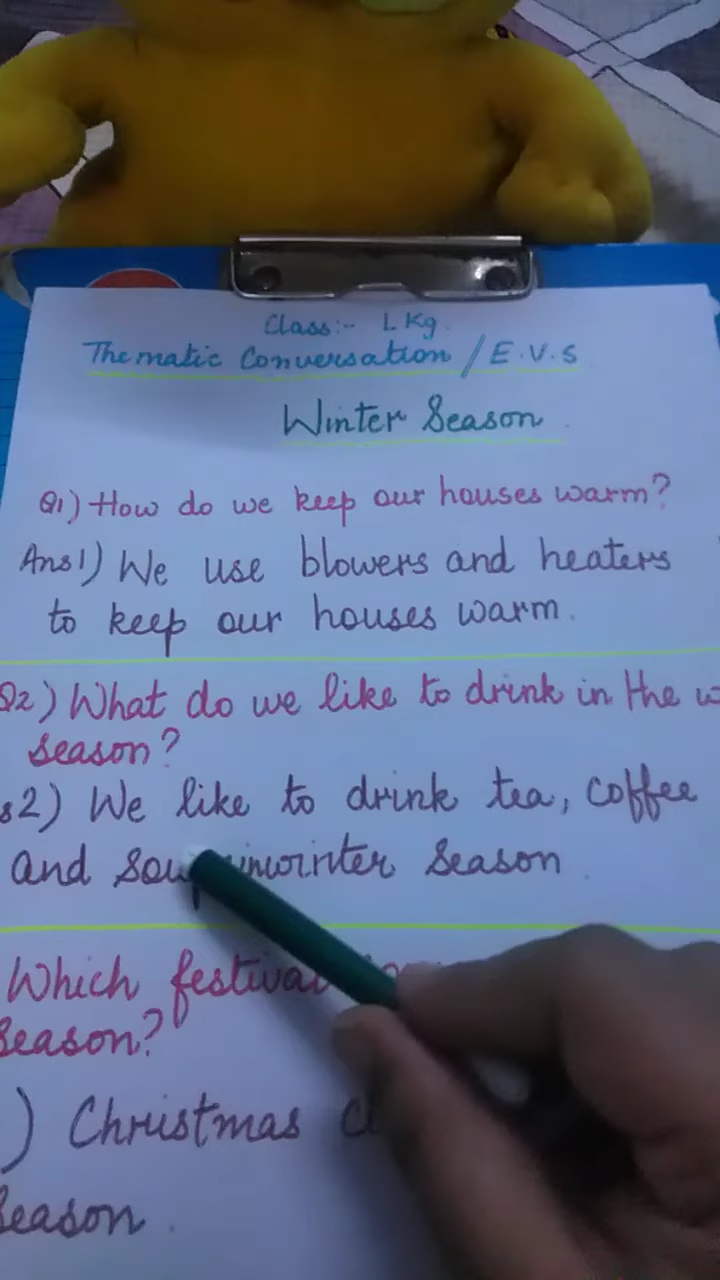 Class:- LKg.
Thematic Conversation / E.V.S
Winter Season
Q1) How do we keep our houses warm?
Ans1) We use blowers and heaters
to keep our houses warm.
Q2) What do we like to drink in the
season?
s2) We like to drink tea, coffee
and in winter season.
Which festival
season?
) Christmas
season.